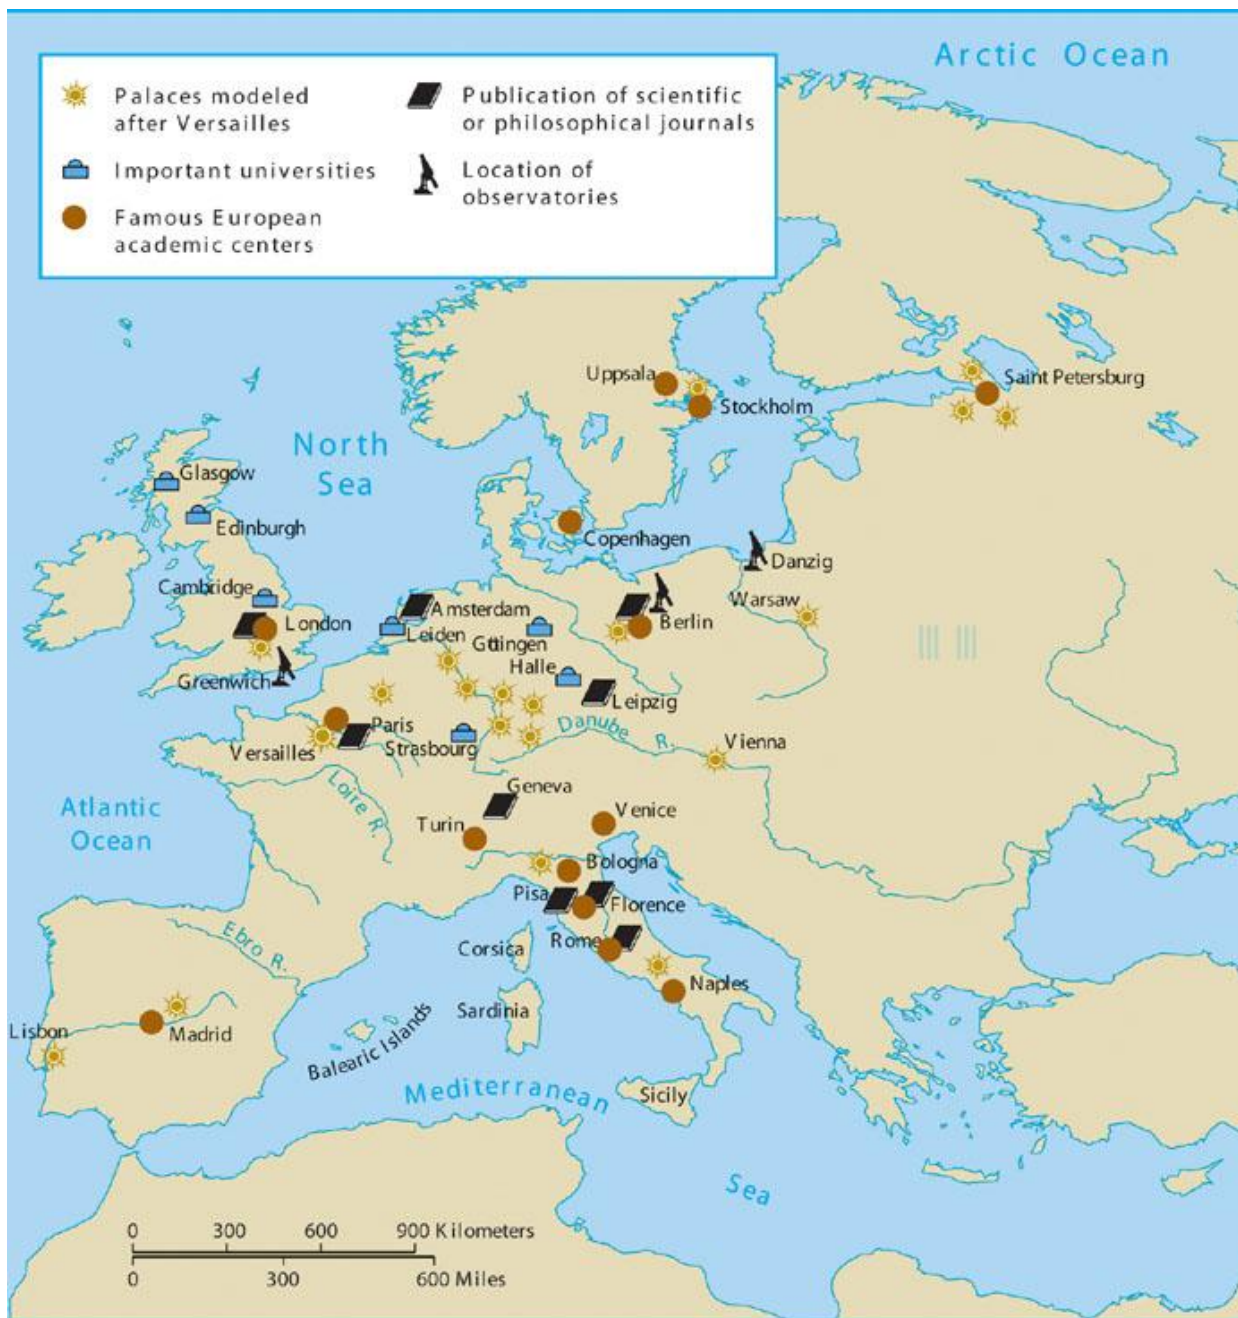 Arctic Ocean
Palaces modeled
after Versailles
Important universities
Famous European
academic centers
Publication of scientific
or philosophical journals
Location of
observatories
Uppsala
Stockholm
Saint Petersburg
North
Sea
Glasgow
Edinburgh
Copenhagen
Danzig
Cambridge
Amsterdam
Warsaw
London
Leiden
Göttingen
Berlin
Halle
Greenwich
Leipzig
Paris
Versailles
Strasbourg
Danube R.
Vienna
Loire R.
Geneva
Atlantic
Ocean
Turin
Venice
Bologna
Pisa
Florence
Ebro R.
Corsica
Rome
Naples
Lisbon
Madrid
Sardinia
Balearic Islands
Mediterranean
Sicily
Sea
0 300 600 900 Kilometers
0 300 600 Miles